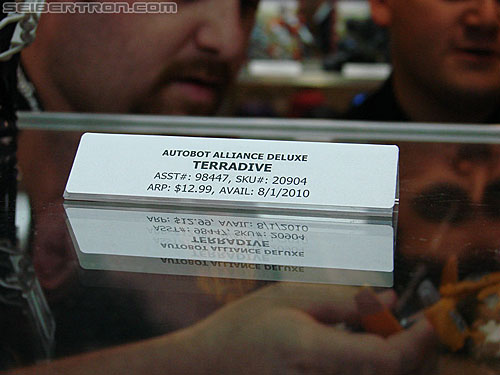 SEIBERTRON.COM
AUTOBOT ALLIANCE DELUXE
TERRADIVE
ASST#: 98447, SKU#: 20904
ARP: $12.99, AVAIL: 8/1/2010